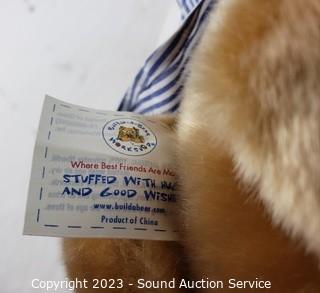 BUILD-A-BEAR
WORKSHOP
Where Best Friends Are Ma
STUFFED WITH HU
AND GOOD WISH
www.buildabear.com
Product of China
Copyright 2023 - Sound Auction Service